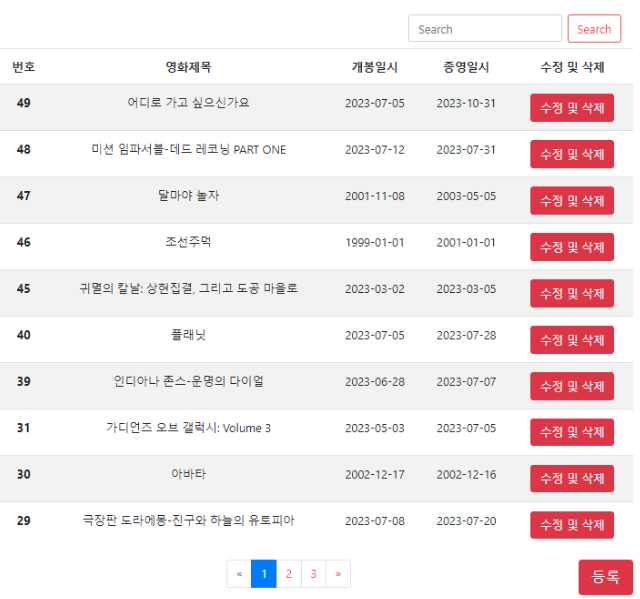 Search Search
번호 영화제목 개봉일시 종영일시 수정 및 삭제
49 어디로 가고 싶으신가요 2023-07-05 2023-10-31 수정 및 삭제
48 미션 임파서블-데드 레코닝 PART ONE 2023-07-12 2023-07-31 수정 및 삭제
47 달마야 놀자 2001-11-08 2003-05-05 수정 및 삭제
46 조선주먹 1999-01-01 2001-01-01 수정 및 삭제
45 귀멸의 칼날: 상현집결, 그리고 도공 마을로 2023-03-02 2023-03-05 수정 및 삭제
40 플래닛 2023-07-05 2023-07-28 수정 및 삭제
39 인디아나 존스-운명의 다이얼 2023-06-28 2023-07-07 수정 및 삭제
31 가디언즈 오브 갤럭시: Volume 3 2023-05-03 2023-07-05 수정 및 삭제
30 아바타 2002-12-17 2002-12-16 수정 및 삭제
29 극장판 도라에몽-진구와 하늘의 유토피아 2023-07-08 2023-07-20 수정 및 삭제
« 1 2 3 » 등록